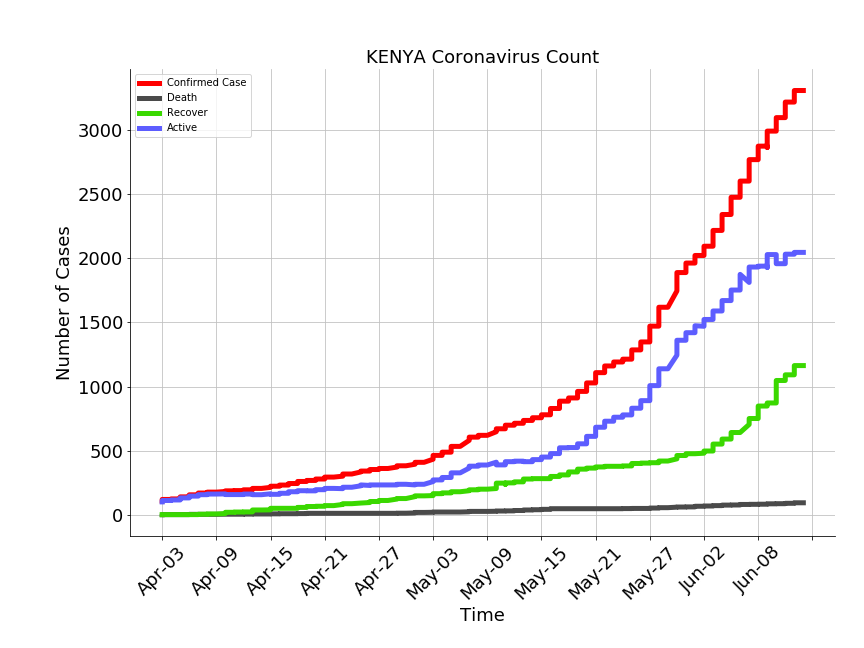 KENYA Coronavirus Count
Confirmed Case
Death
Recover
Active
Number of Cases
3000
2500
2000
1500
1000
500
0
Apr-03
Apr-09
Apr-15
Apr-21
Apr-27
May-03
May-09
May-15
May-21
May-27
Jun-02
Jun-08
Time